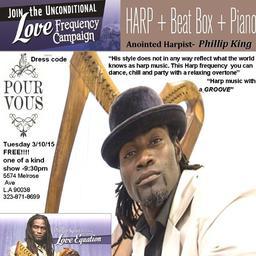 JOIN the UNCONDITIONAL
Love Frequency
Campaign
HARP + Beat Box + Piano
Anointed Harpist- Phillip King
Dress code
POUR
VOUS
"His style does not in any way reflect what the world
knows as harp music. This Harp frequency you can
dance, chill and party with a relaxing overtone"
"Harp music with
a GROOVE"
Tuesday 3/10/15
FREE!!!!
one of a kind
show -9:30pm
5574 Melrose
Ave
L.A 90038
323-871-8699
Love Equation